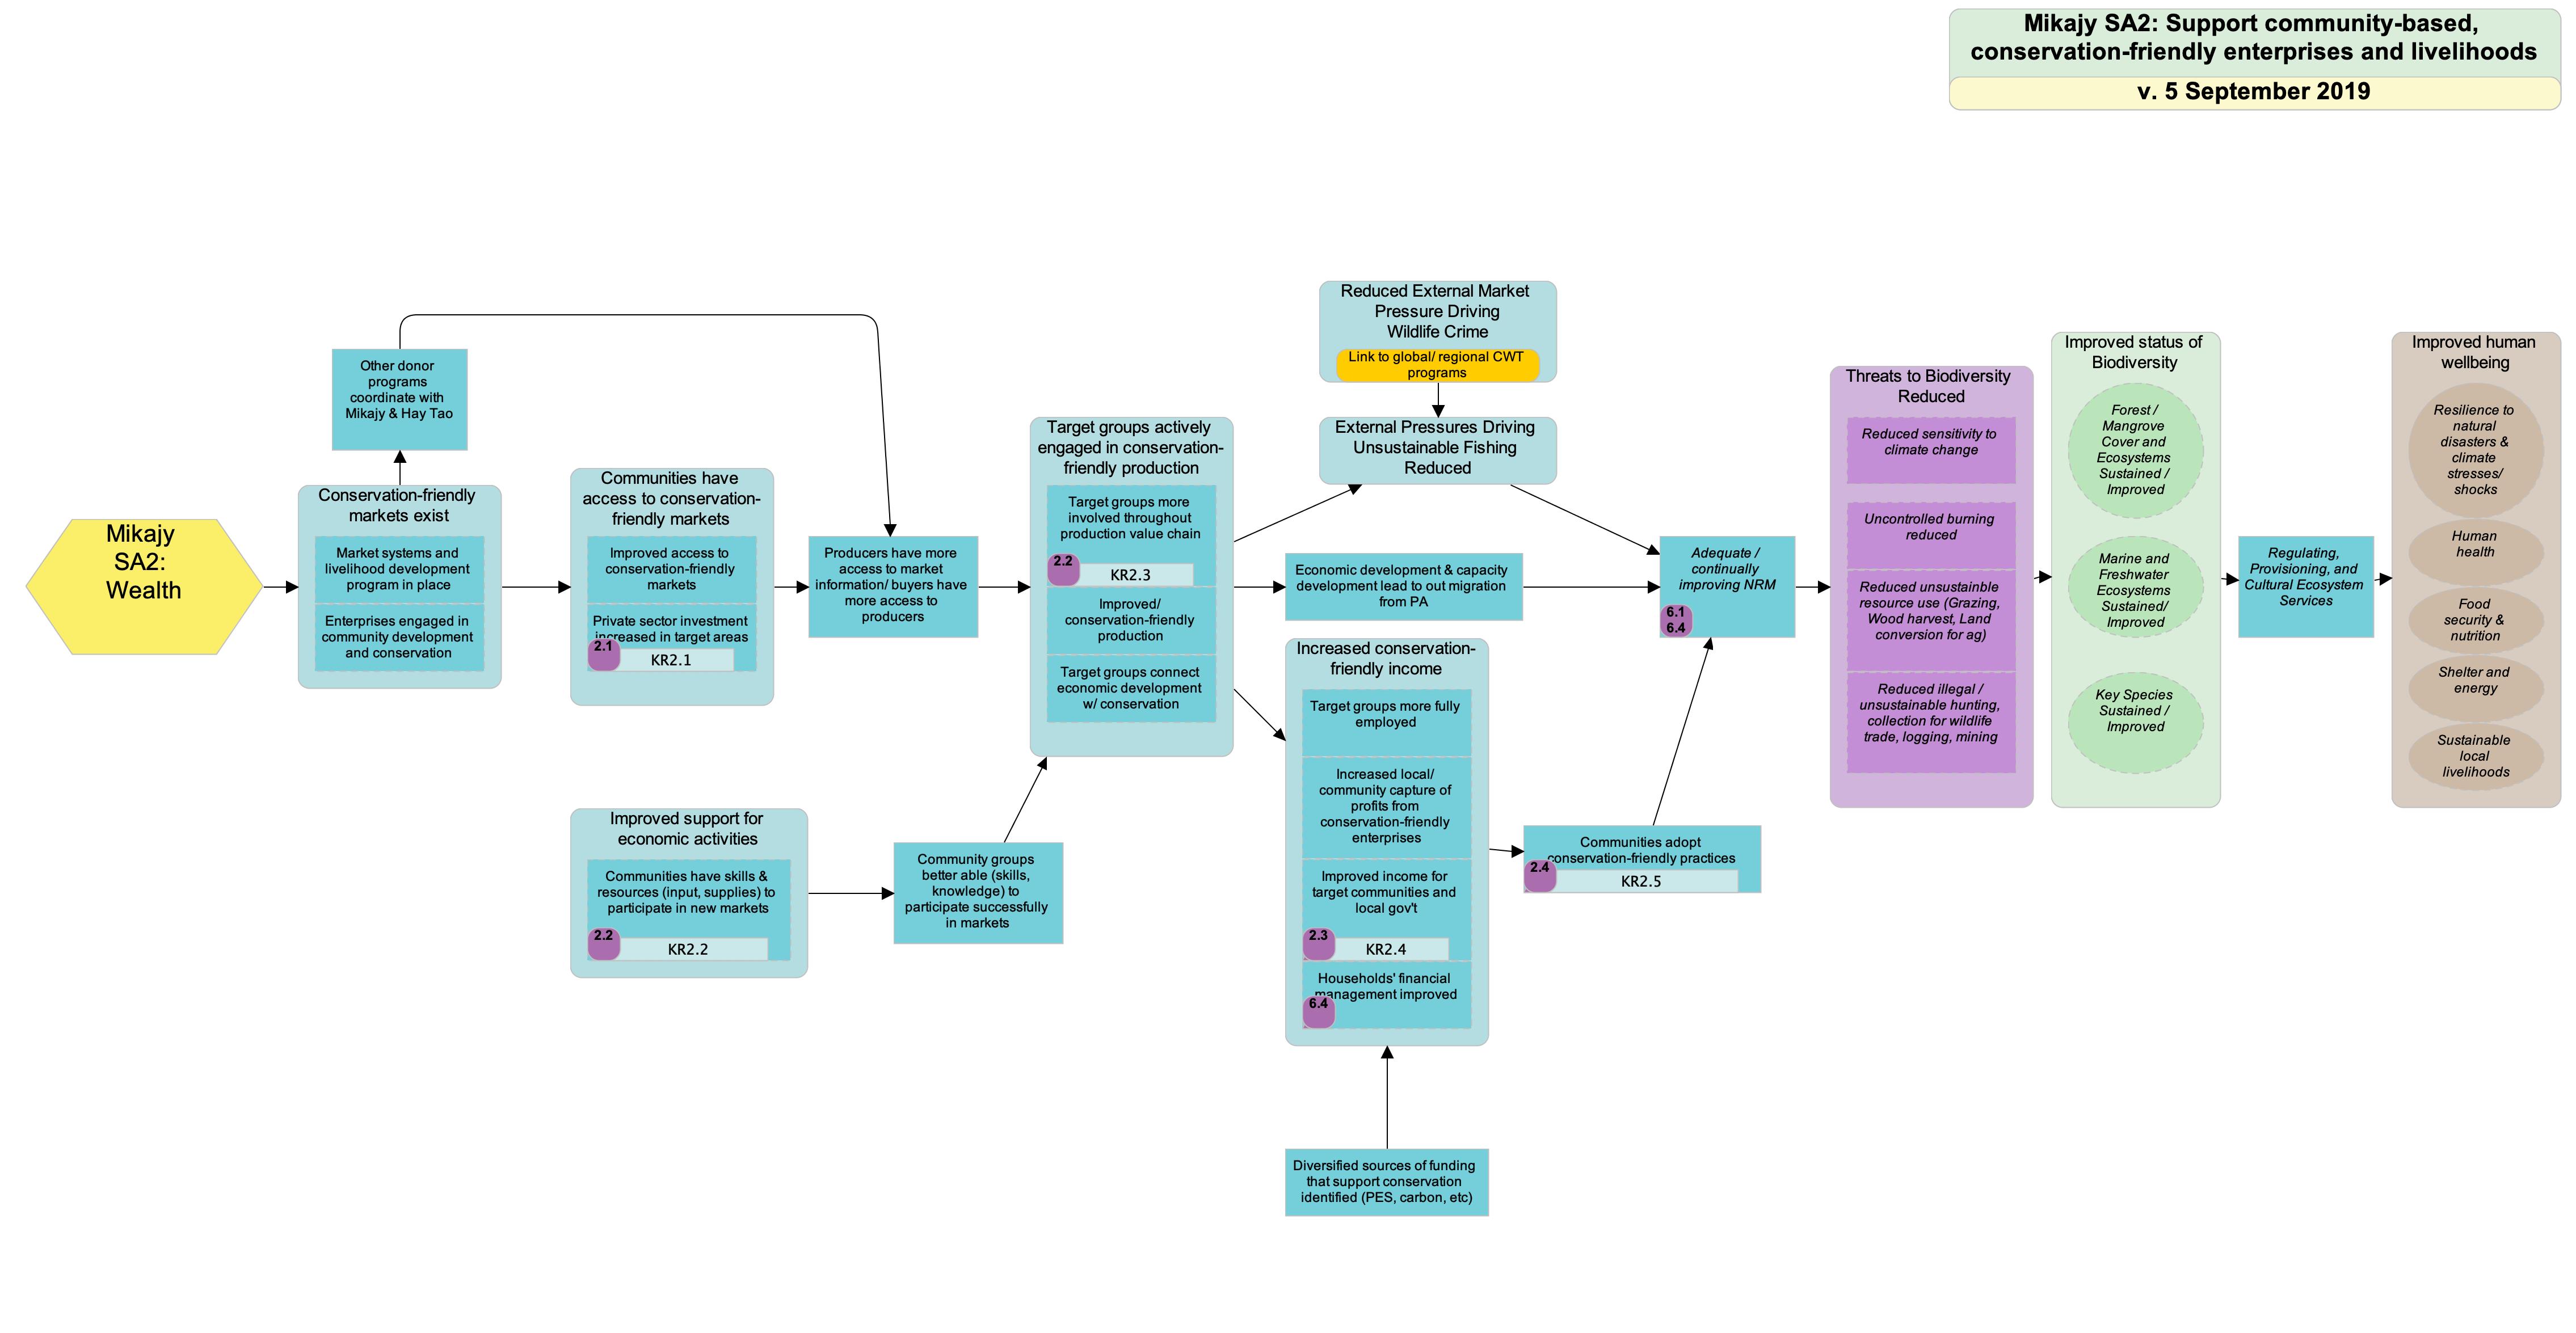 Mikajy SA2: Support community-based,
conservation-friendly enterprises and livelihoods
v. 5 September 2019
Mikajy
SA2:
Wealth
Other donor
programs
coordinate with
Mikajy & Hay Tao
Conservation-friendly
markets exist
Market systems and
livelihood development
program in place
Enterprises engaged in
community development
and conservation
Communities have
access to conservation-
friendly markets
Improved access to
conservation-friendly
markets
Private sector investment
increased in target areas
2.1
KR2.1
Producers have more
access to market
information/ buyers have
more access to
producers
Improved support for
economic activities
Communities have skills &
resources (input, supplies) to
participate in new markets
2.2
KR2.2
Community groups
better able (skills,
knowledge) to
participate successfully
in markets
Target groups actively
engaged in conservation-
friendly production
Target groups more
involved throughout
production value chain
2.2
KR2.3
Improved/
conservation-friendly
production
Target groups connect
economic development
w/ conservation
Reduced External Market
Pressure Driving
Wildlife Crime
Link to global/ regional CWT
programs
External Pressures Driving
Unsustainable Fishing
Reduced
Economic development & capacity
development lead to out migration
from PA
Increased conservation-
friendly income
Target groups more fully
employed
Increased local/
community capture of
profits from
conservation-friendly
enterprises
Improved income for
target communities and
local gov't
2.3
KR2.4
Households' financial
management improved
6.4
Diversified sources of funding
that support conservation
identified (PES, carbon, etc)
Communities adopt
conservation-friendly practices
2.4
KR2.5
Adequate /
continually
improving NRM
6.1
6.4
Threats to Biodiversity
Reduced
Reduced sensitivity to
climate change
Uncontrolled burning
reduced
Reduced unsustainble
resource use (Grazing,
Wood harvest, Land
conversion for ag)
Reduced illegal /
unsustainable hunting,
collection for wildlife
trade, logging, mining
Improved status of
Biodiversity
Forest /
Mangrove
Cover and
Ecosystems
Sustained /
Improved
Marine and
Freshwater
Ecosystems
Sustained/
Improved
Key Species
Sustained /
Improved
Regulating,
Provisioning, and
Cultural Ecosystem
Services
Improved human
wellbeing
Resilience to
natural
disasters &
climate
stresses/
shocks
Human
health
Food
security &
nutrition
Shelter and
energy
Sustainable
local
livelihoods